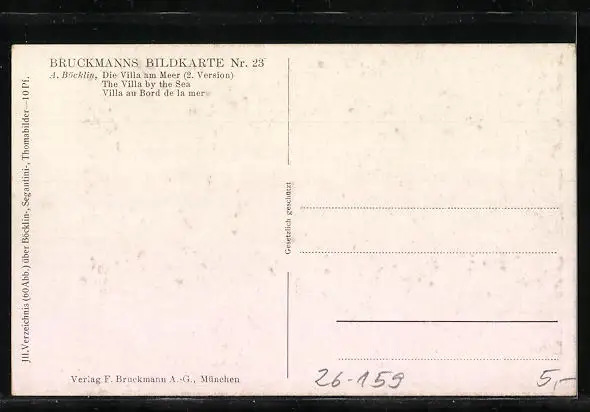 BRUCKMANNS BILDKARTE Nr. 23
A. Böcklin, Die Villa am Meer (2. Version)
The Villa by the Sea
Villa au Bord de la mer
Jll. Verzeichnis (60 Abb.) über Böcklin-, Segantini-, Thomabilder—10 Pf.
Gesetzlich geschützt
Verlag F. Bruckmann A.-G., München
26-159
5,-